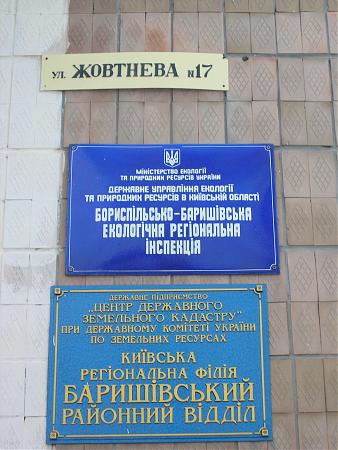 ул. ЖОВТНЕВА N17
МІНІСТЕРСТВО ЕКОЛОГІЇ
ТА ПРИРОДНИХ РЕСУРСІВ УКРАЇНИ
ДЕРЖАВНЕ УПРАВЛІННЯ ЕКОЛОГІЇ
ТА ПРИРОДНИХ РЕСУРСІВ В КИЇВСЬКІЙ ОБЛАСТІ
БОРИСПІЛЬСЬКО-БАРИШІВСЬКА
ЕКОЛОГІЧНА РЕГІОНАЛЬНА
ІНСПЕКЦІЯ
ДЕРЖАВНЕ ПІДПРИЄМСТВО
„ЦЕНТР ДЕРЖАВНОГО
ЗЕМЕЛЬНОГО КАДАСТРУ"
ПРИ ДЕРЖАВНОМУ КОМІТЕТІ УКРАЇНИ
ПО ЗЕМЕЛЬНИХ РЕСУРСАХ
КИЇВСЬКА
РЕГІОНАЛЬНА ФІЛІЯ
БАРИШІВСЬКИЙ
РАЙОННИЙ ВІДДІЛ